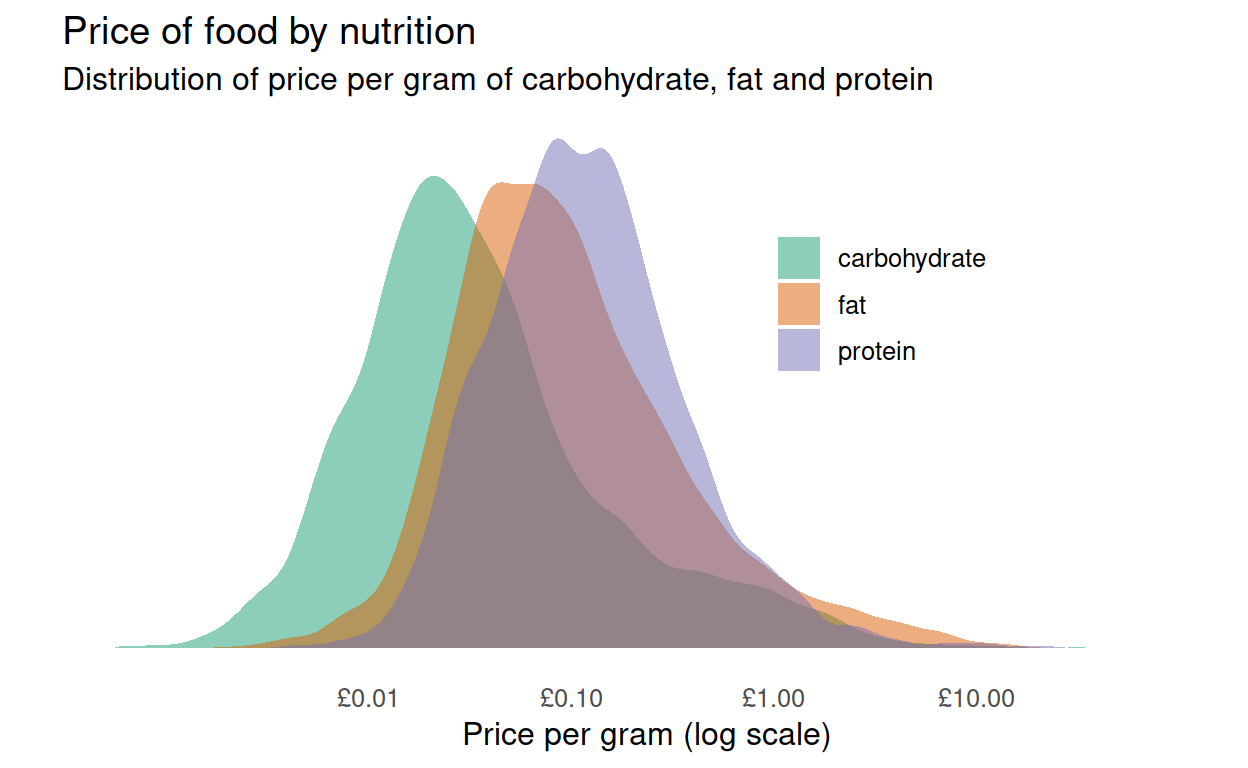 Price of food by nutrition
Distribution of price per gram of carbohydrate, fat and protein
carbohydrate
fat
protein
£0.01 £0.10 £1.00 £10.00
Price per gram (log scale)